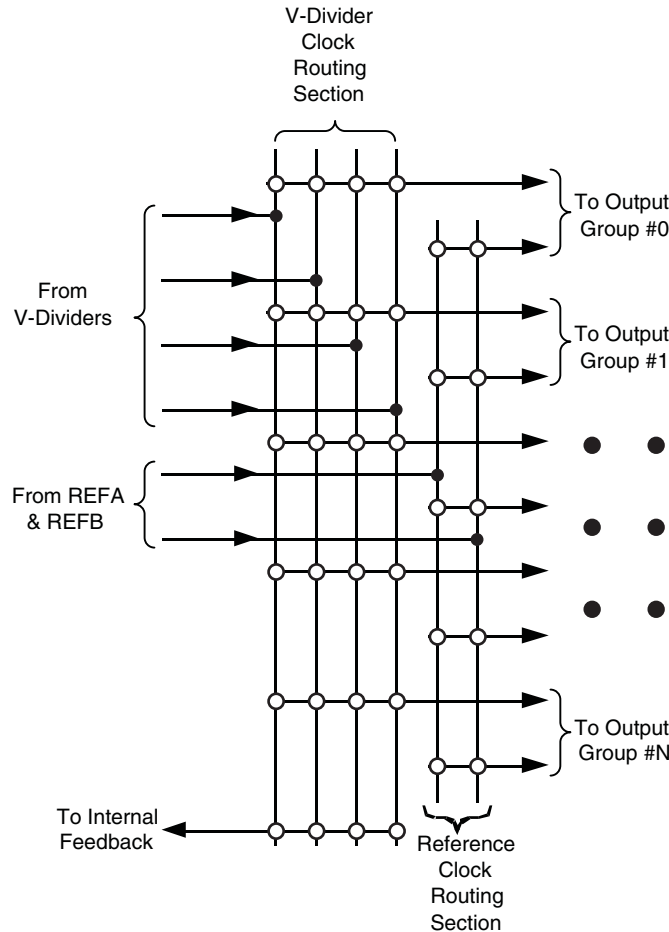 V-Divider
Clock
Routing
Section
To Output
Group #0
From
V-Dividers
To Output
Group #1
From REFA
& REFB
To Output
Group #N
To Internal
Feedback
Reference
Clock
Routing
Section